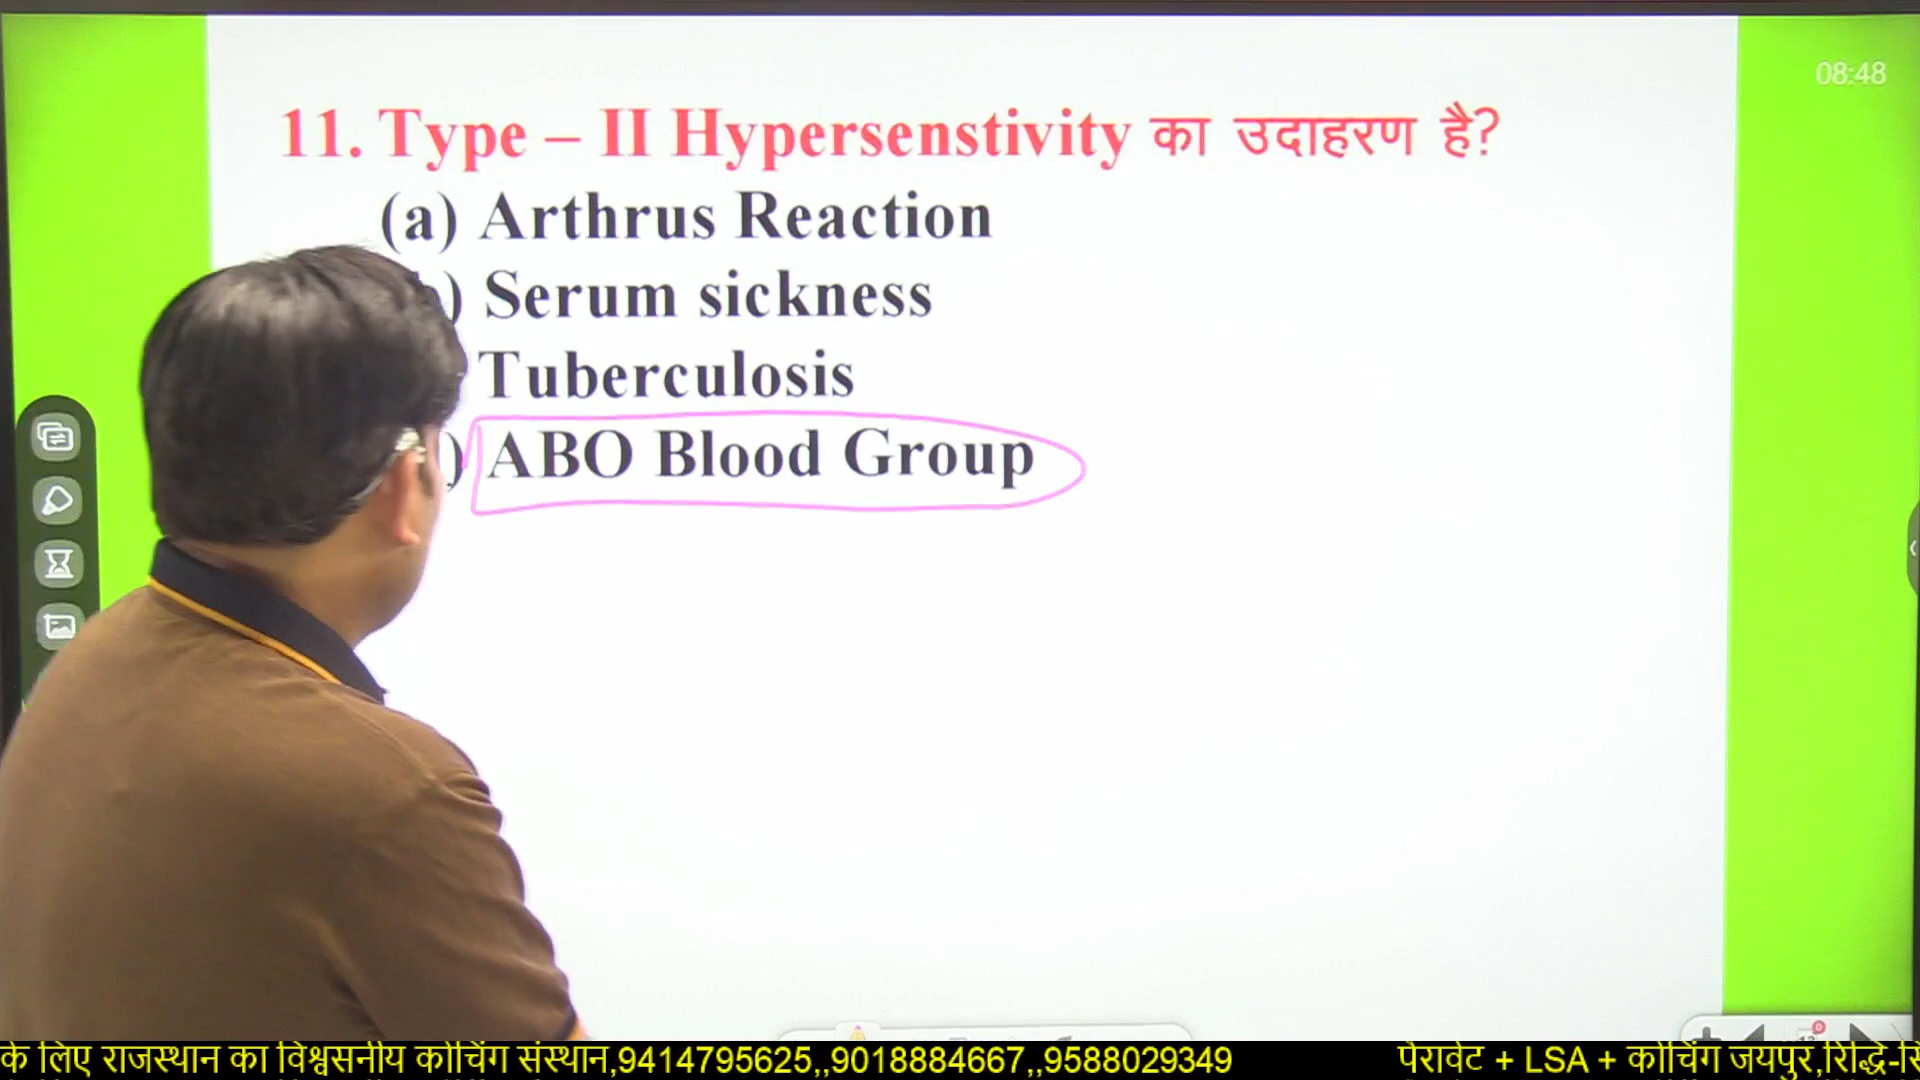 08:48
11. Type – II Hypersenstivity का उदाहरण है?
(a) Arthrus Reaction
) Serum sickness
Tuberculosis
) ABO Blood Group
के लिए राजस्थान का विश्वसनीय कोचिंग संस्थान,9414795625,,9018884667,,9588029349
पैरावेट + LSA + कोचिंग जयपुर,रिद्धि-सि